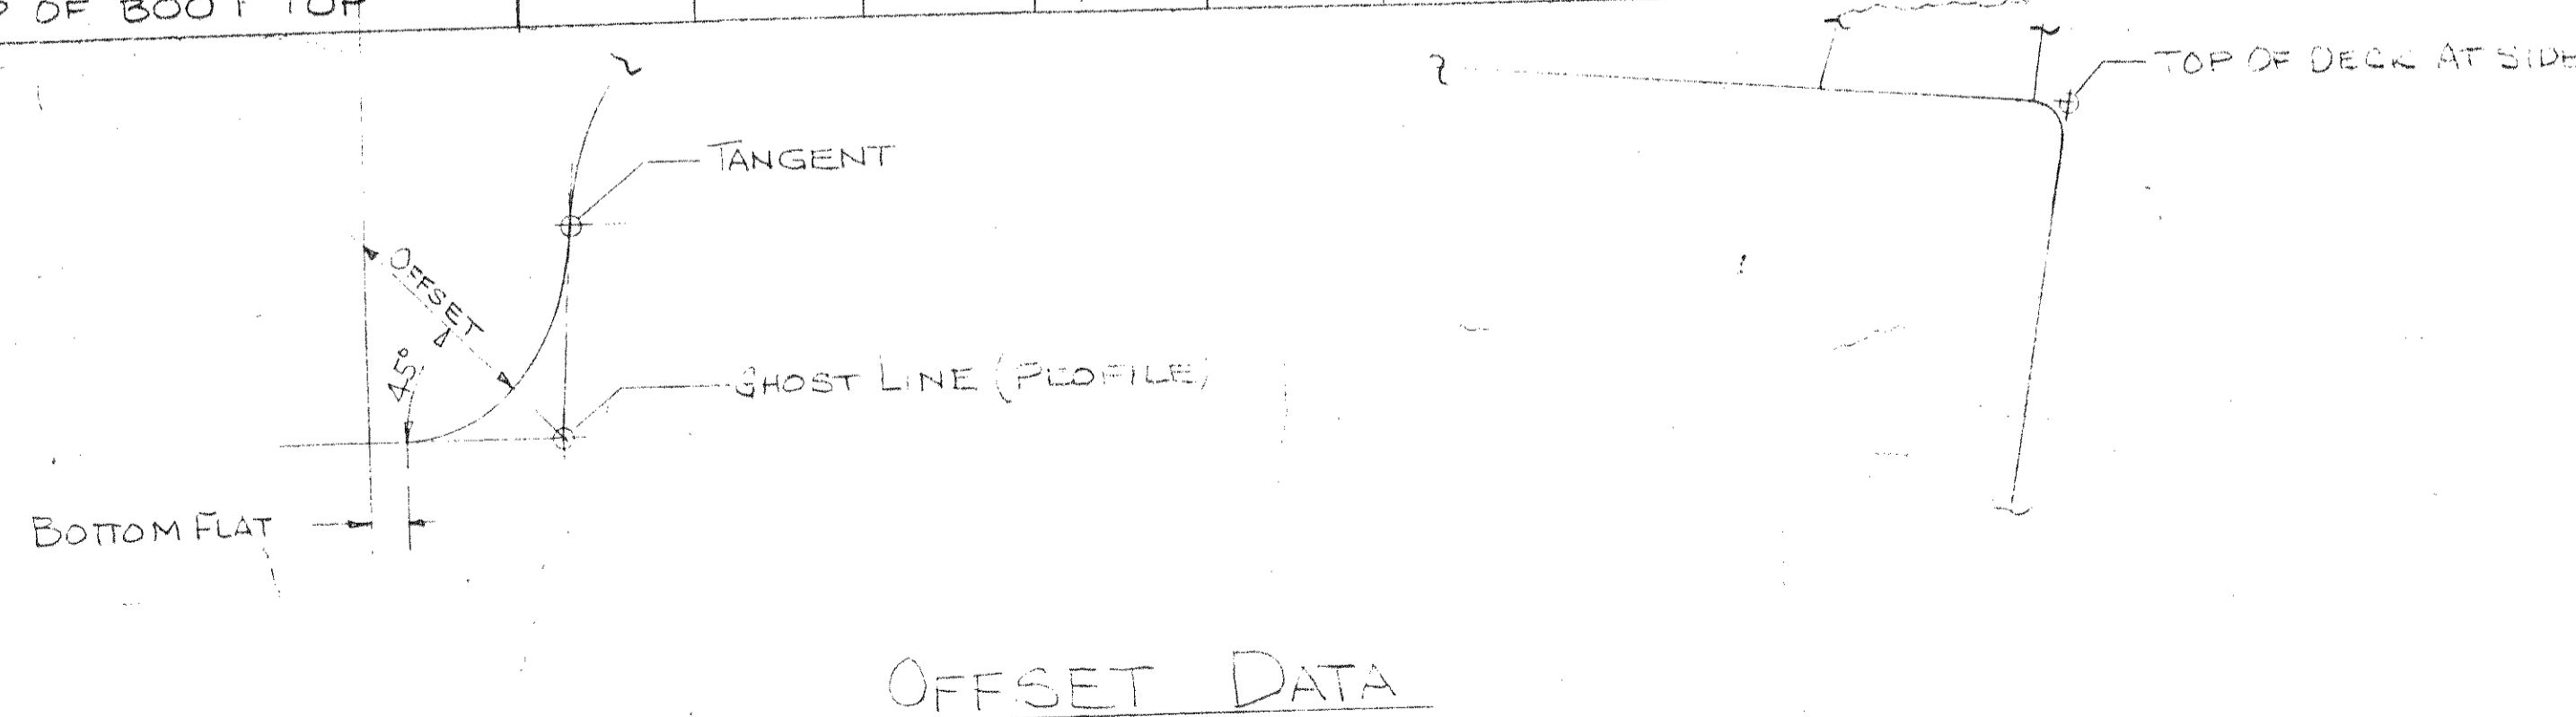 OF BOOT TOP
TOP OF DECK AT SIDE
TANGENT
OFFSET
45°
GHOST LINE (PROFILE)
BOTTOM FLAT
OFFSET DATA